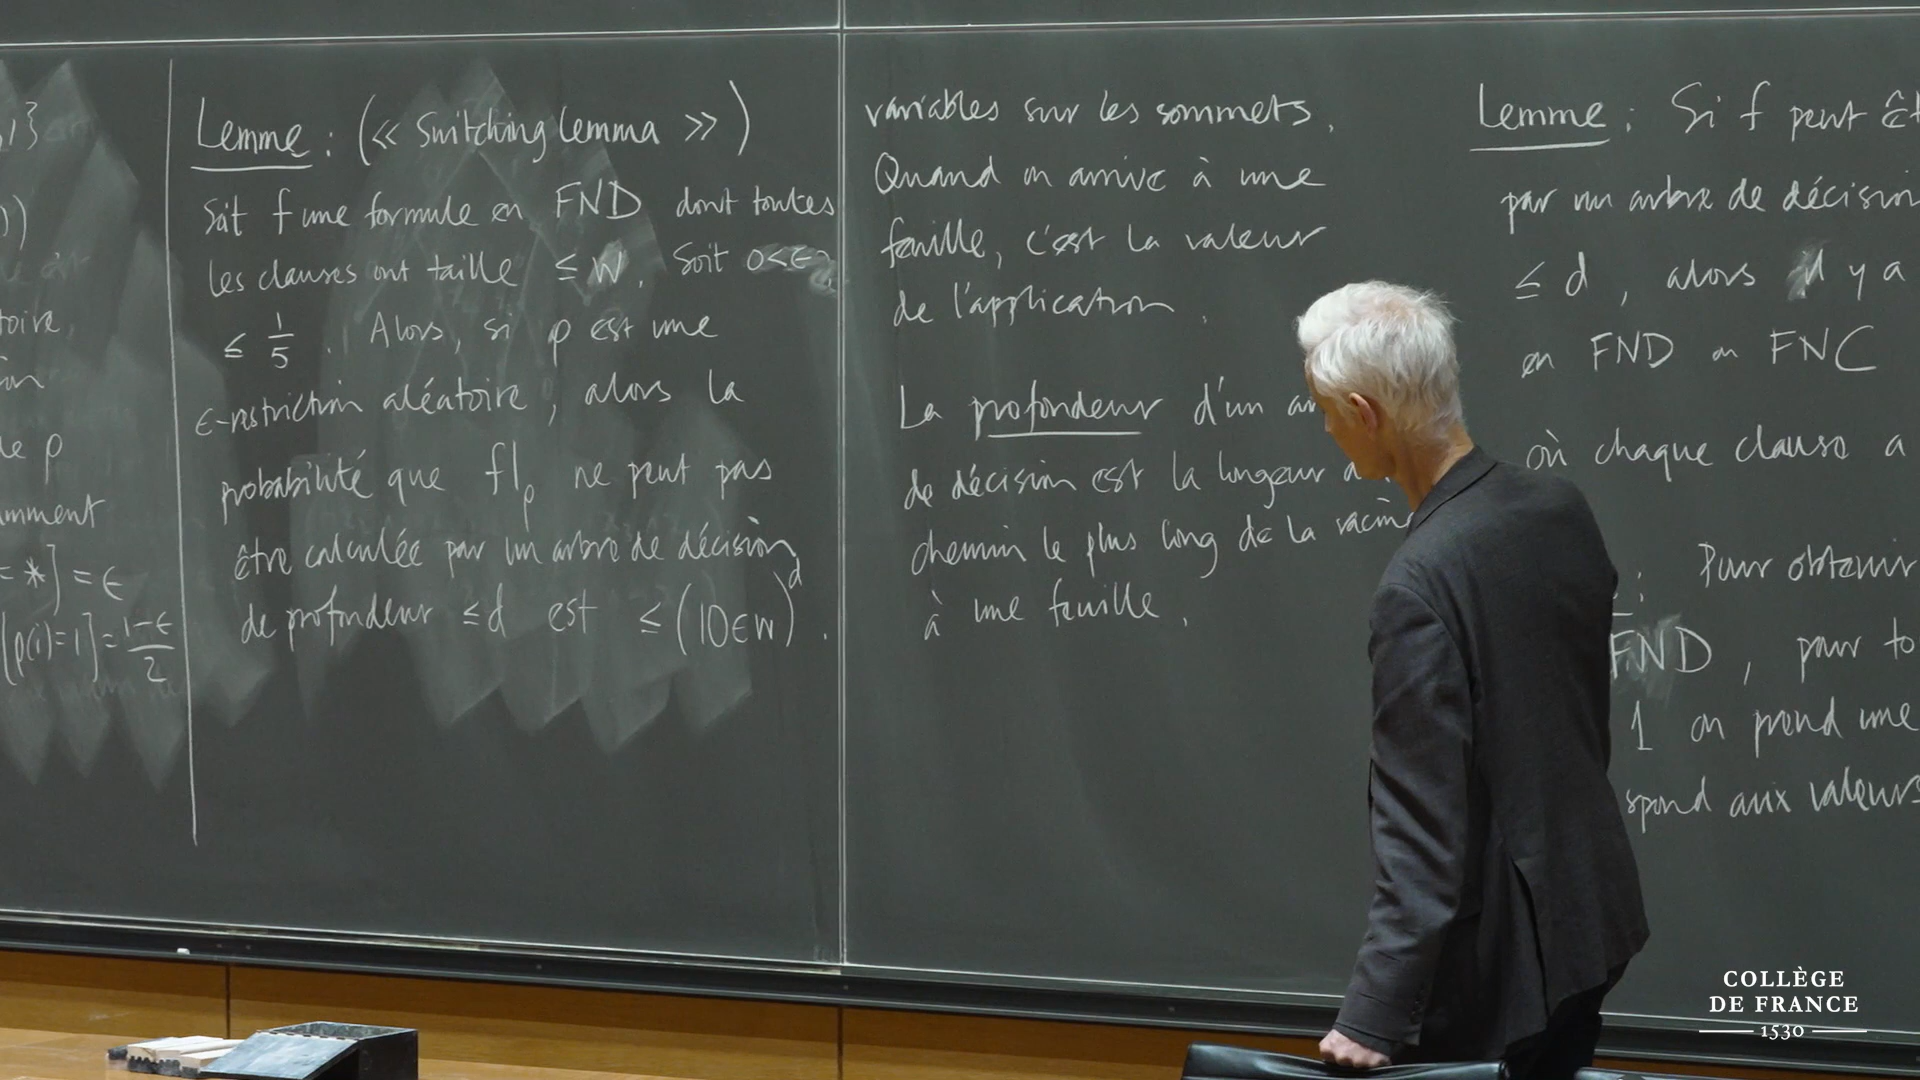 Lemme : (« Switching lemma »)
Soit f une formule en FND dont toutes
les clauses ont taille ≤ w. Soit 0<ε
≤ 1/5. Alors, si ρ est une
ε-restriction aléatoire, alors la
probabilité que f|ρ ne peut pas
être calculée par un arbre de décision
de profondeur ≤ d est ≤ (10εw)^d.
variables sur les sommets.
Quand on arrive à une
feuille, c'est la valeur
de l'application.
La profondeur d'un
de décision est la longeur
chemin le plus long de la racine
à une feuille.
Lemme : Si f peut
par un arbre de décision
≤ d, alors il y a
en FND ou FNC
où chaque clause a
: Pour obtenir
FND, pour
1 on prend une
aux valeurs
de ρ
= *] = ε
[ρ(i)=1] = (1-ε)/2
COLLÈGE
DE FRANCE
1530